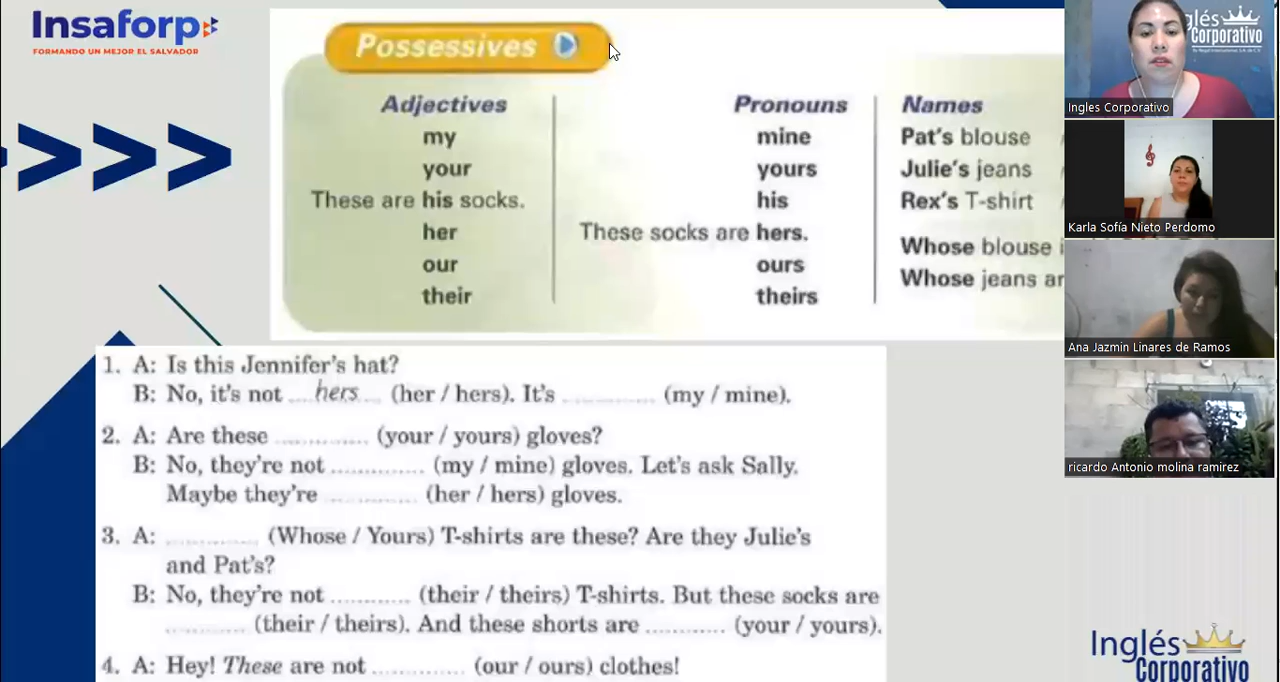 Insaforp
FORMANDO UN MEJOR EL SALVADOR
Possessives
Adjectives
my
your
These are his socks.
her
our
their
Pronouns
mine
yours
his
These socks are hers.
ours
theirs
Names
Pat's blouse
Julie's jeans
Rex's T-shirt
Whose blouse
Whose jeans
1. A: Is this Jennifer's hat?
B: No, it's not ....hers.... (her / hers). It's .............. (my / mine).
2. A: Are these .............. (your / yours) gloves?
B: No, they're not .............. (my / mine) gloves. Let's ask Sally.
Maybe they're .............. (her / hers) gloves.
3. A: .............. (Whose / Yours) T-shirts are these? Are they Julie's
and Pat's?
B: No, they're not ............ (their / theirs) T-shirts. But these socks are
............ (their / theirs). And these shorts are ............ (your / yours).
4. A: Hey! These are not .............. (our / ours) clothes!
Inglés
Corporativo
Ingles Corporativo
Karla Sofía Nieto Perdomo
Ana Jazmin Linares de Ramos
ricardo Antonio molina ramirez
Inglés
Corporativo